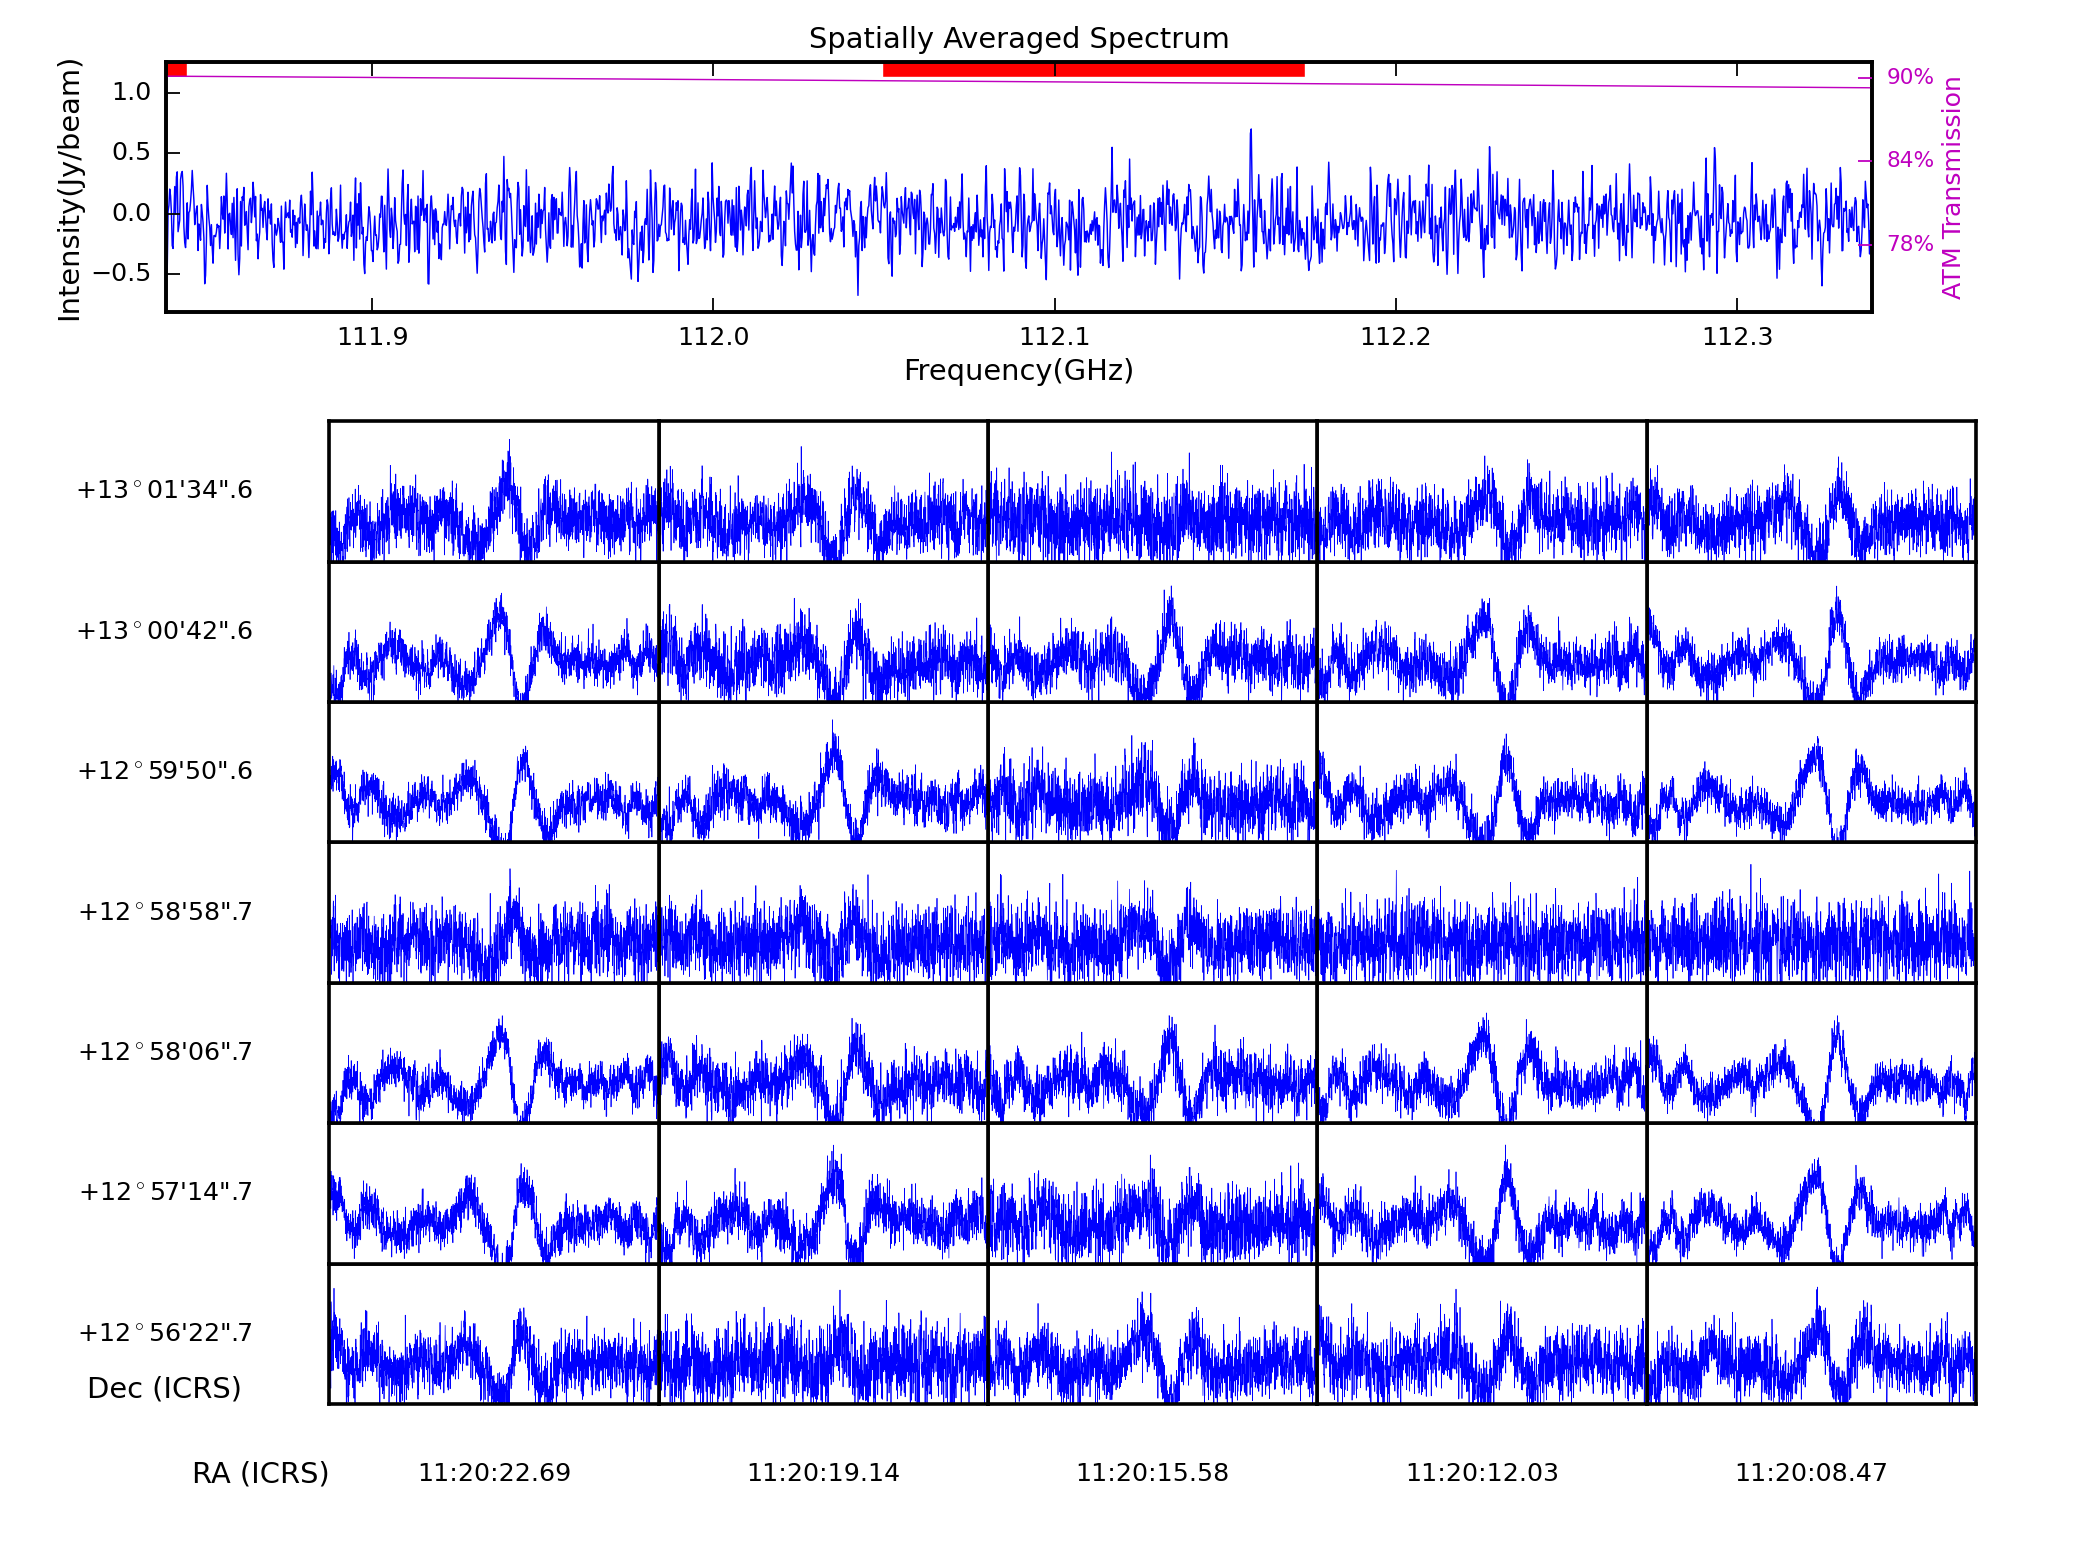 Spatially Averaged Spectrum
Intensity(Jy/beam)
1.0
0.5
0.0
−0.5
90%
84%
78%
ATM Transmission
111.9 112.0 112.1 112.2 112.3
Frequency(GHz)
+13°01'34".6
+13°00'42".6
+12°59'50".6
+12°58'58".7
+12°58'06".7
+12°57'14".7
+12°56'22".7
Dec (ICRS)
RA (ICRS) 11:20:22.69 11:20:19.14 11:20:15.58 11:20:12.03 11:20:08.47